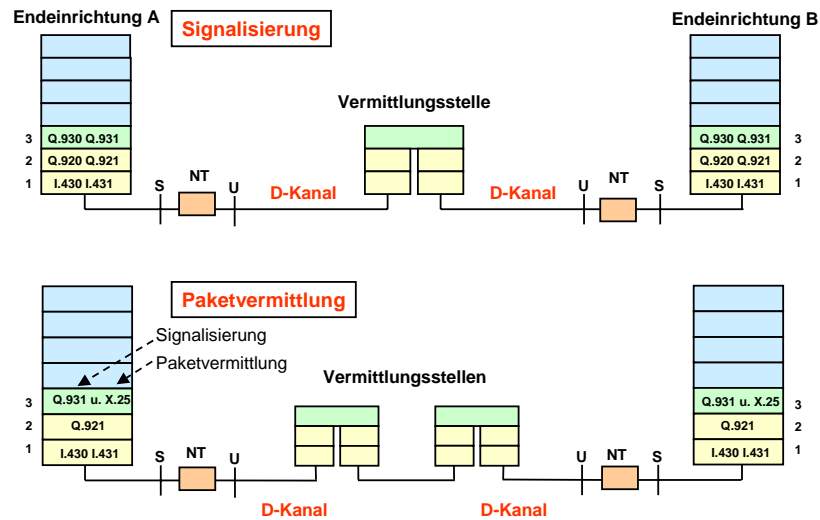 Endeinrichtung A
Signalisierung
Endeinrichtung B
Vermittlungsstelle
3 Q.930 Q.931
2 Q.920 Q.921
1 I.430 I.431
Q.930 Q.931 3
Q.920 Q.921 2
I.430 I.431 1
S NT U D-Kanal
D-Kanal U NT S
Paketvermittlung
Signalisierung
Paketvermittlung
Vermittlungsstellen
3 Q.931 u. X.25
2 Q.921
1 I.430 I.431
Q.931 u. X.25 3
Q.921 2
I.430 I.431 1
S NT U
U NT S
D-Kanal D-Kanal